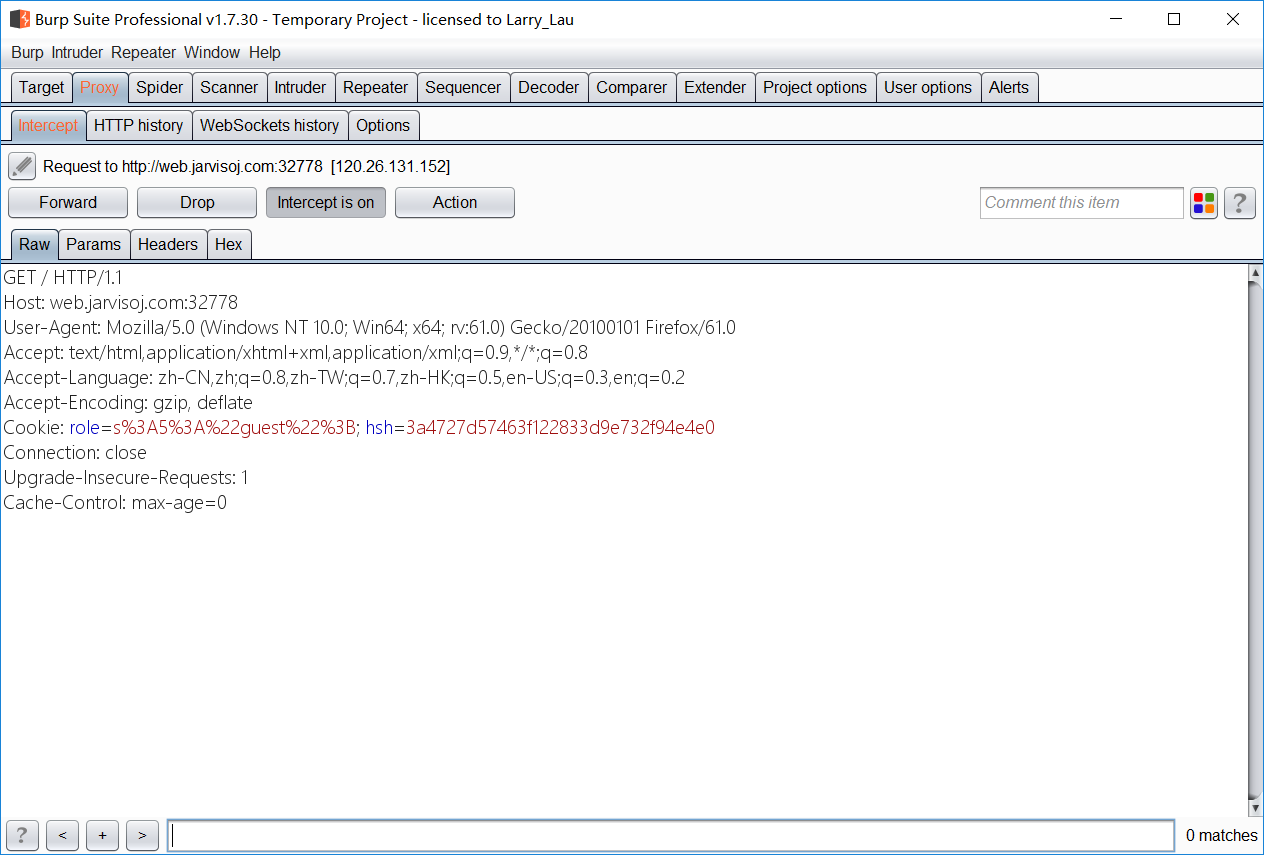 Burp Suite Professional v1.7.30 - Temporary Project - licensed to Larry_Lau
Burp Intruder Repeater Window Help
Target Proxy Spider Scanner Intruder Repeater Sequencer Decoder Comparer Extender Project options User options Alerts
Intercept HTTP history WebSockets history Options
Request to http://web.jarvisoj.com:32778 [120.26.131.152]
Forward Drop Intercept is on Action Comment this item ?
Raw Params Headers Hex
GET / HTTP/1.1
Host: web.jarvisoj.com:32778
User-Agent: Mozilla/5.0 (Windows NT 10.0; Win64; x64; rv:61.0) Gecko/20100101 Firefox/61.0
Accept: text/html,application/xhtml+xml,application/xml;q=0.9,*/*;q=0.8
Accept-Language: zh-CN,zh;q=0.8,zh-TW;q=0.7,zh-HK;q=0.5,en-US;q=0.3,en;q=0.2
Accept-Encoding: gzip, deflate
Cookie: role=s%3A5%3A%22guest%22%3B; hsh=3a4727d57463f122833d9e732f94e4e0
Connection: close
Upgrade-Insecure-Requests: 1
Cache-Control: max-age=0
? < + > 0 matches